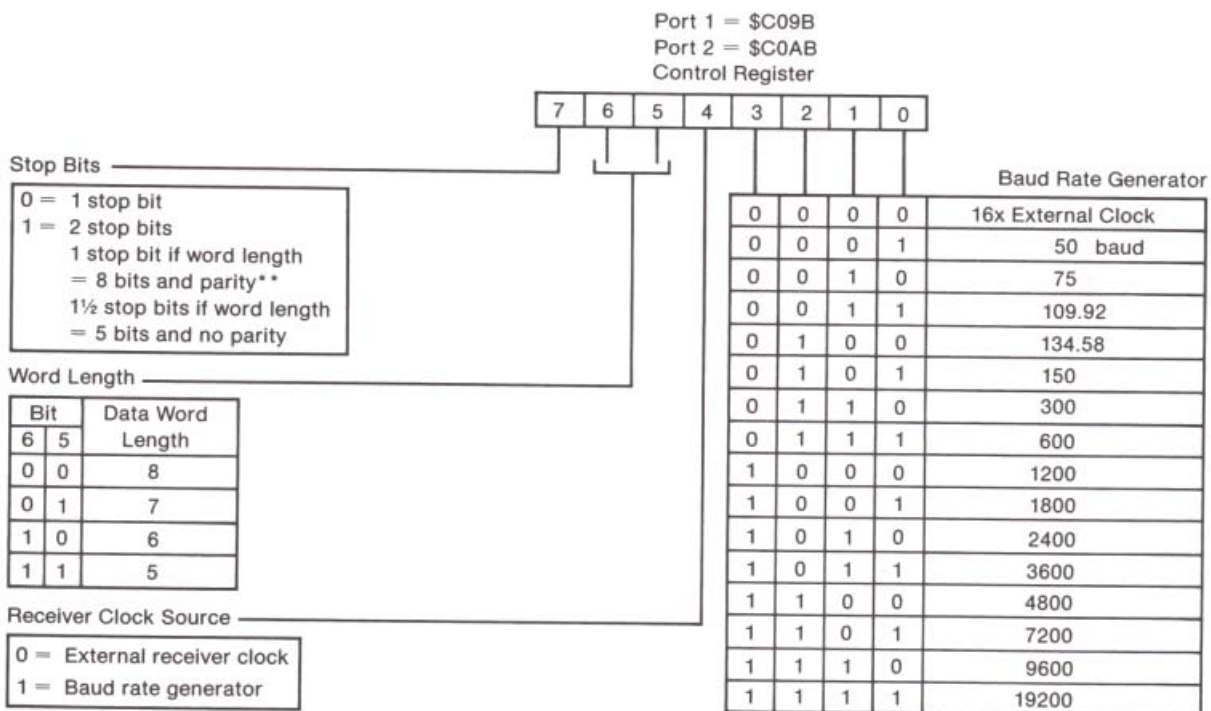 Port 1 = $C09B
Port 2 = $C0AB
Control Register
7 6 5 4 3 2 1 0
Stop Bits
0 = 1 stop bit
1 = 2 stop bits
1 stop bit if word length
= 8 bits and parity**
1½ stop bits if word length
= 5 bits and no parity
Word Length
Bit Data Word
6 5 Length
0 0 8
0 1 7
1 0 6
1 1 5
Receiver Clock Source
0 = External receiver clock
1 = Baud rate generator
Baud Rate Generator
0 0 0 0 16x External Clock
0 0 0 1 50 baud
0 0 1 0 75
0 0 1 1 109.92
0 1 0 0 134.58
0 1 0 1 150
0 1 1 0 300
0 1 1 1 600
1 0 0 0 1200
1 0 0 1 1800
1 0 1 0 2400
1 0 1 1 3600
1 1 0 0 4800
1 1 0 1 7200
1 1 1 0 9600
1 1 1 1 19200